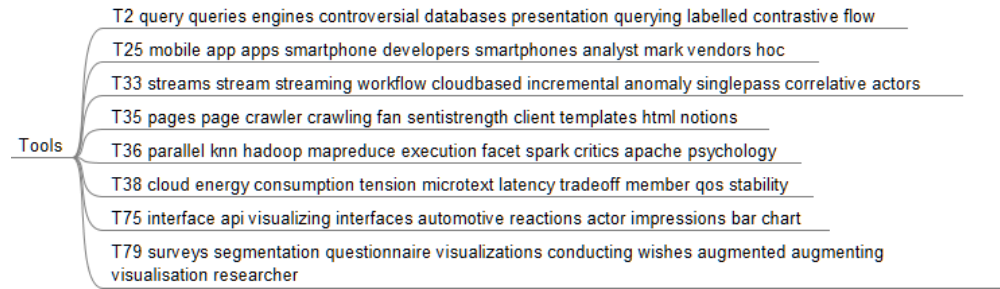 T2 query queries engines controversial databases presentation querying labelled contrastive flow
T25 mobile app apps smartphone developers smartphones analyst mark vendors hoc
T33 streams stream streaming workflow cloudbased incremental anomaly singlepass correlative actors
T35 pages page crawler crawling fan sentistrength client templates html notions
Tools
T36 parallel knn hadoop mapreduce execution facet spark critics apache psychology
T38 cloud energy consumption tension microtext latency tradeoff member qos stability
T75 interface api visualizing interfaces automotive reactions actor impressions bar chart
T79 surveys segmentation questionnaire visualizations conducting wishes augmented augmenting
visualisation researcher